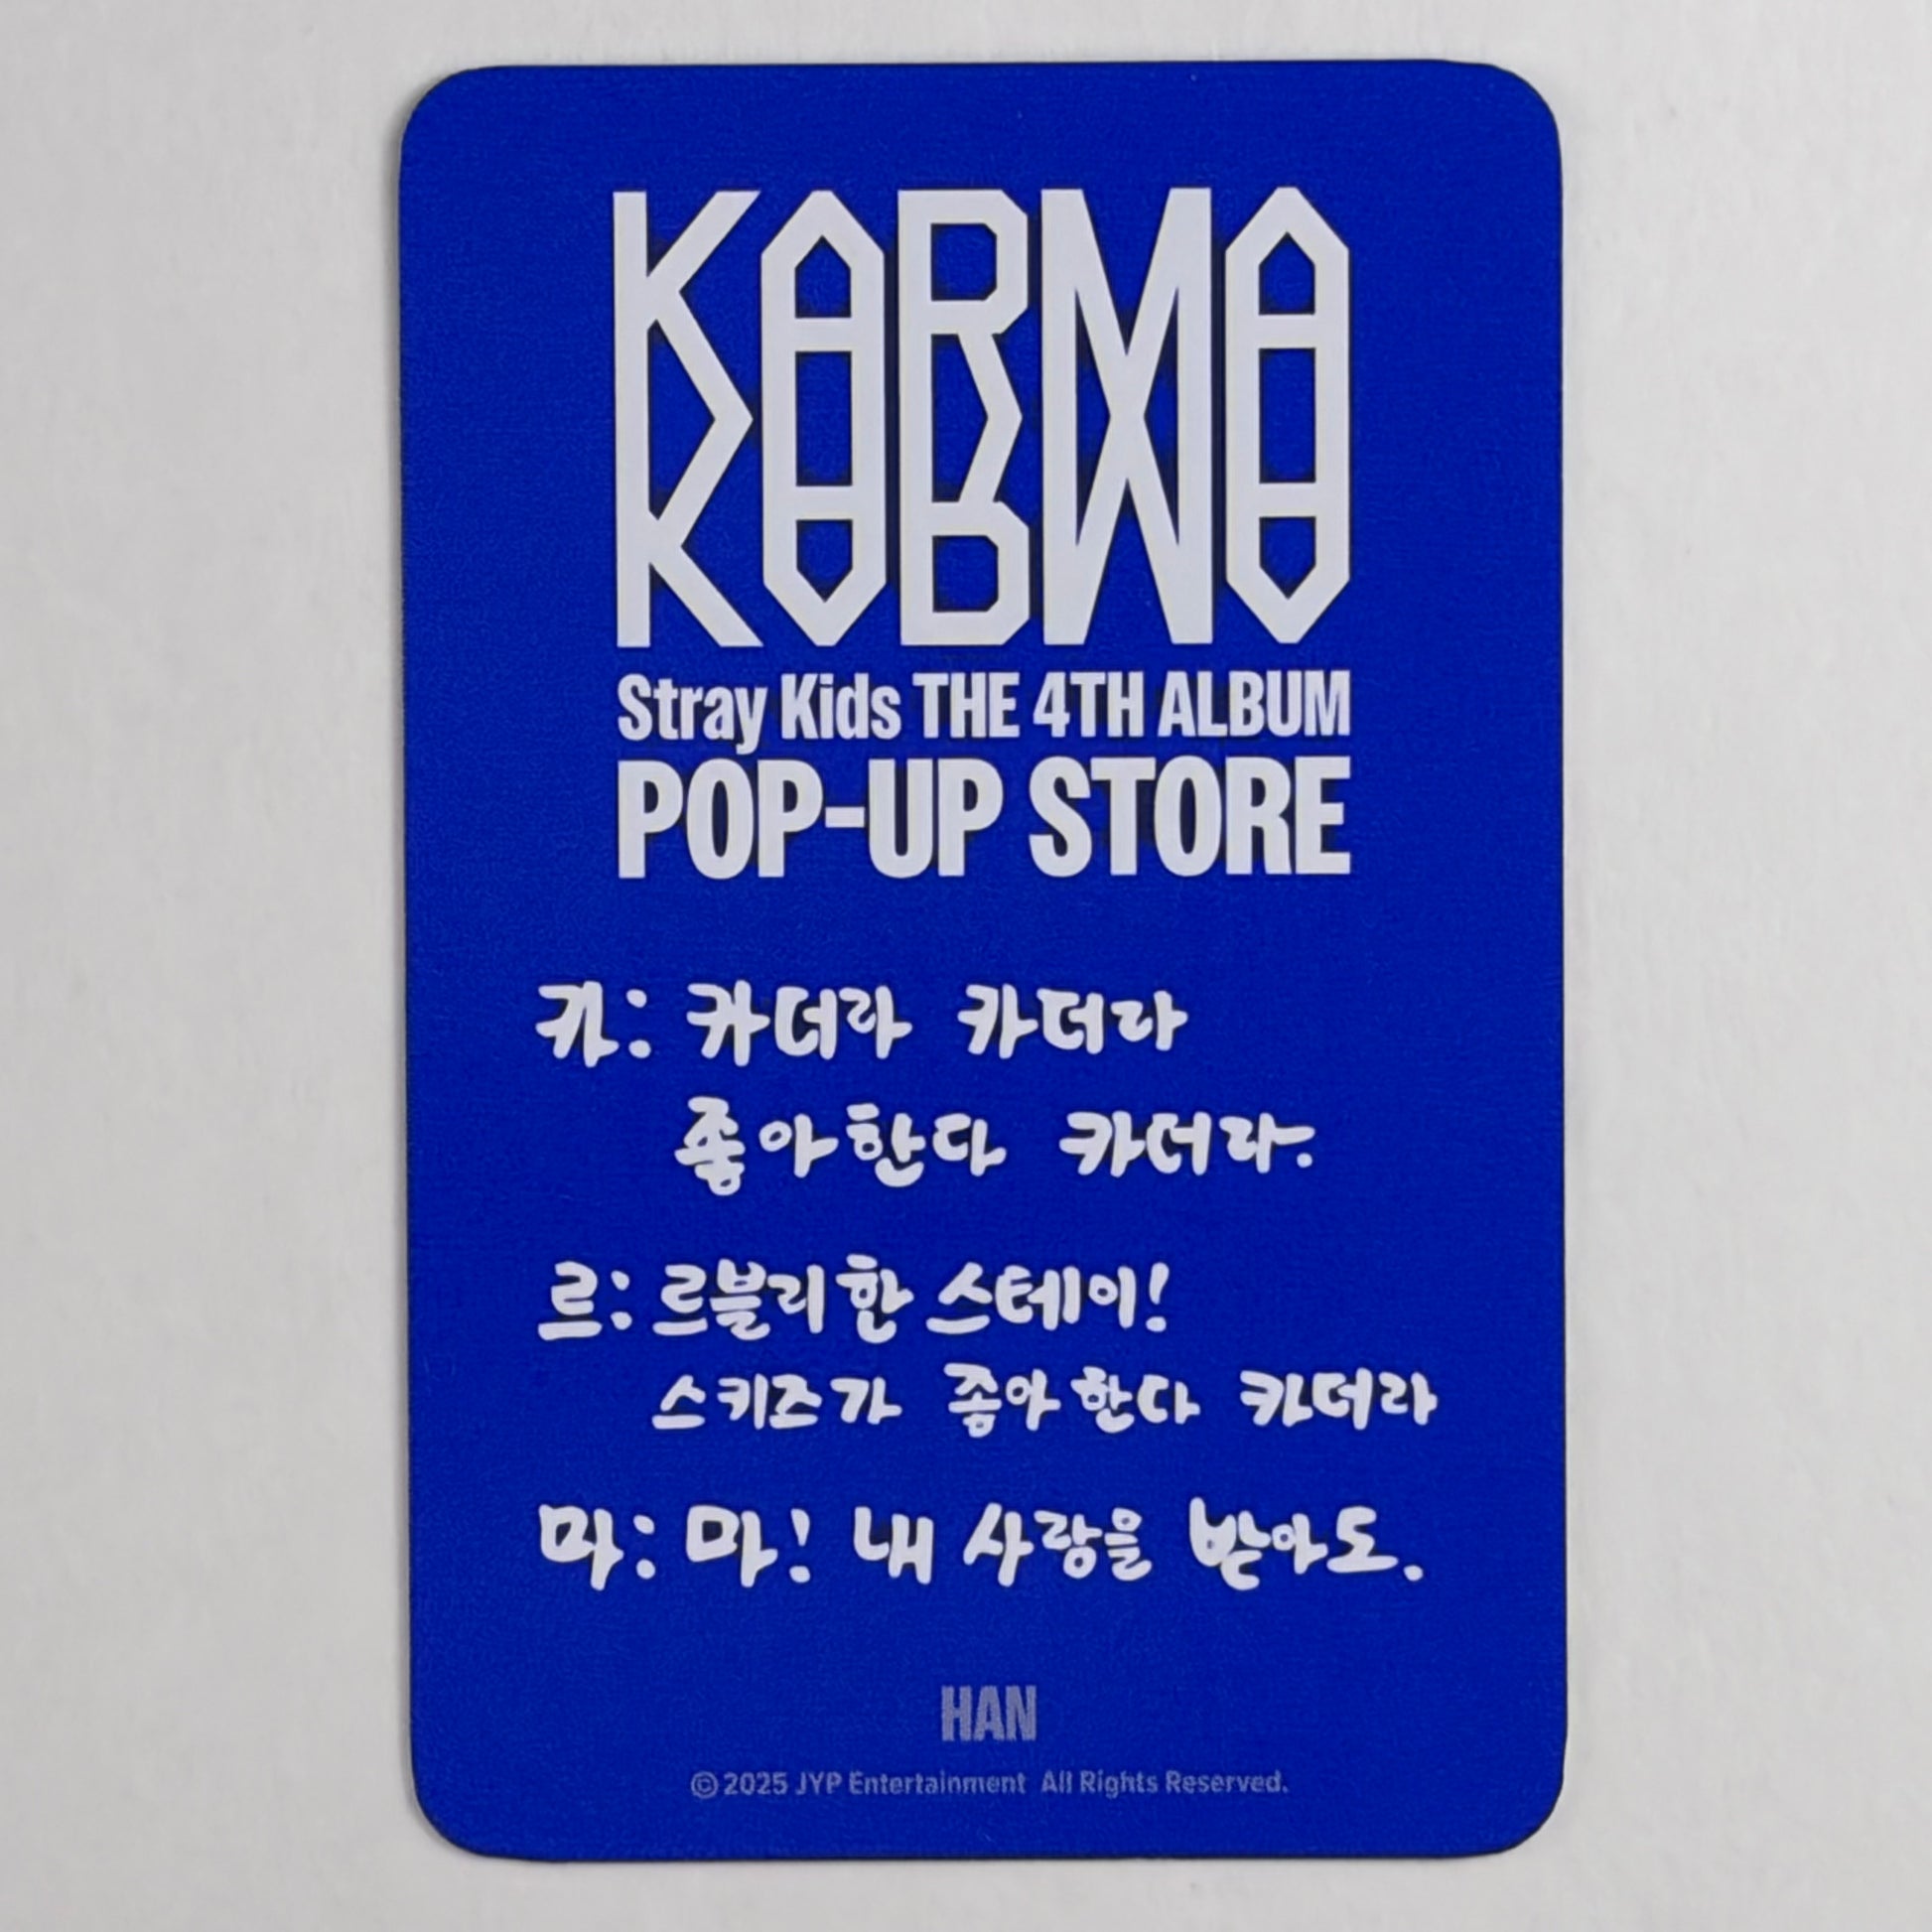 KARMA
Stray Kids THE 4TH ALBUM
POP-UP STORE
카: 카더라 카더라
좋아한다 카더라.
르: 르블리한 스테이!
스키즈가 좋아한다 카더라
마: 마! 내 사랑을 받아도.
HAN
© 2025 JYP Entertainment All Rights Reserved.